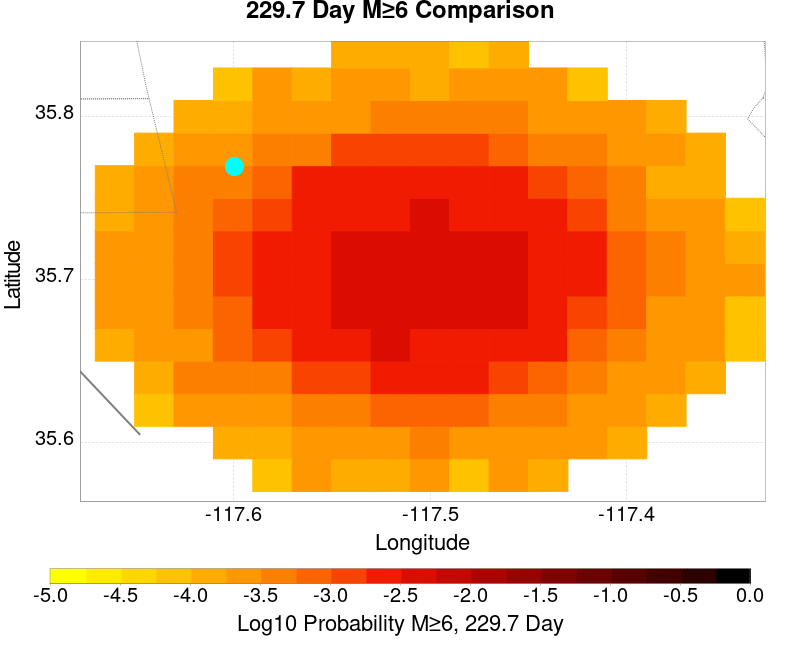 229.7 Day M≥6 Comparison
35.8
35.7
35.6
Latitude
-117.6 -117.5 -117.4
Longitude
-5.0 -4.5 -4.0 -3.5 -3.0 -2.5 -2.0 -1.5 -1.0 -0.5 0.0
Log10 Probability M≥6, 229.7 Day